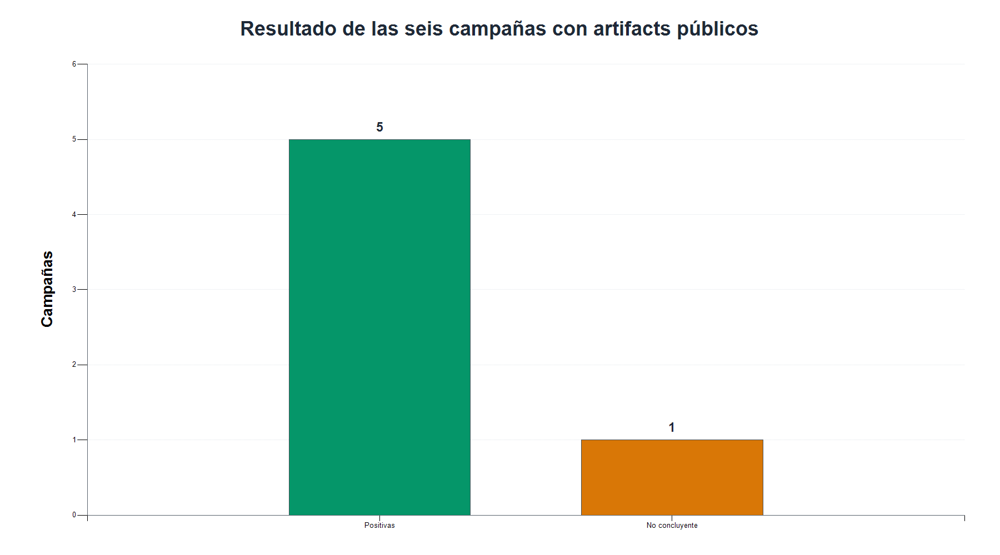 Resultado de las seis campañas con artifacts públicos
Campañas
6
5
4
3
2
1
0
5
1
Positivas
No concluyente